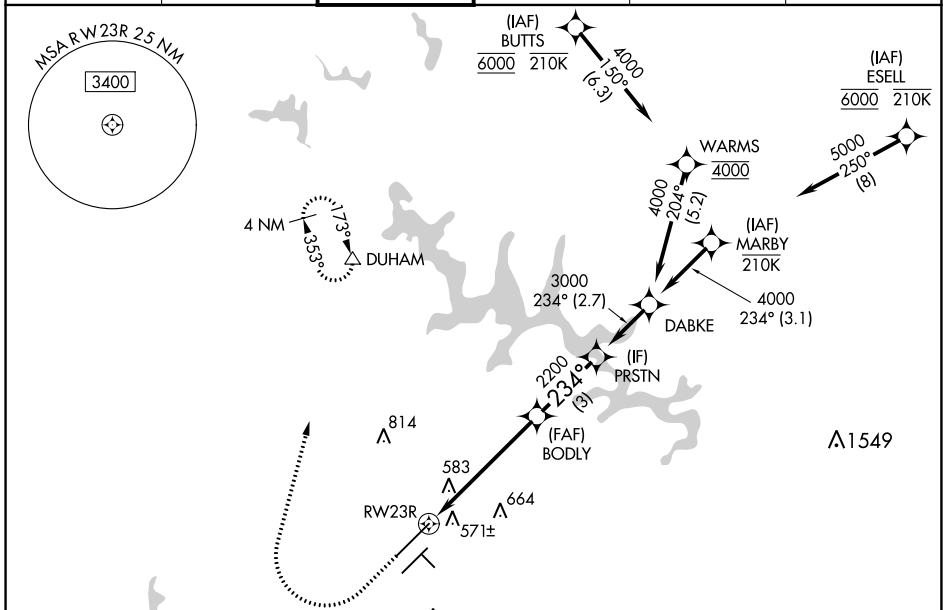 MSA RW23R 25 NM
3400
(IAF)
BUTTS
6000 210K
4000
150°
(6.3)
(IAF)
ESELL
6000 210K
5000
250°
(8)
WARMS
4000
4000
204°
(5.2)
(IAF)
MARBY
210K
4 NM
173°
353°
DUHAM
3000
234° (2.7)
4000
234° (3.1)
DABKE
(IF)
PRSTN
2200
234°
(3)
(FAF)
BODLY
814
1549
583
664
RW23R
571±